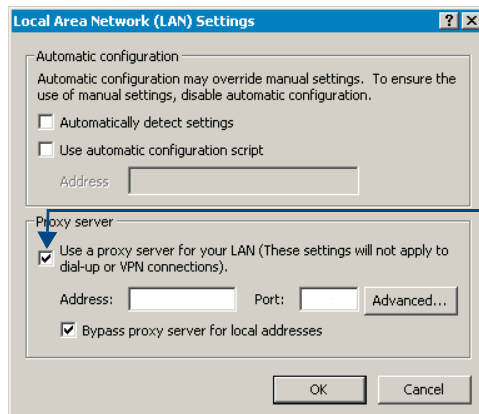 Local Area Network (LAN) Settings
Automatic configuration
Automatic configuration may override manual settings. To ensure the
use of manual settings, disable automatic configuration.
Automatically detect settings
Use automatic configuration script
Address
Proxy server
Use a proxy server for your LAN (These settings will not apply to
dial-up or VPN connections).
Address: Port: Advanced...
Bypass proxy server for local addresses
OK Cancel